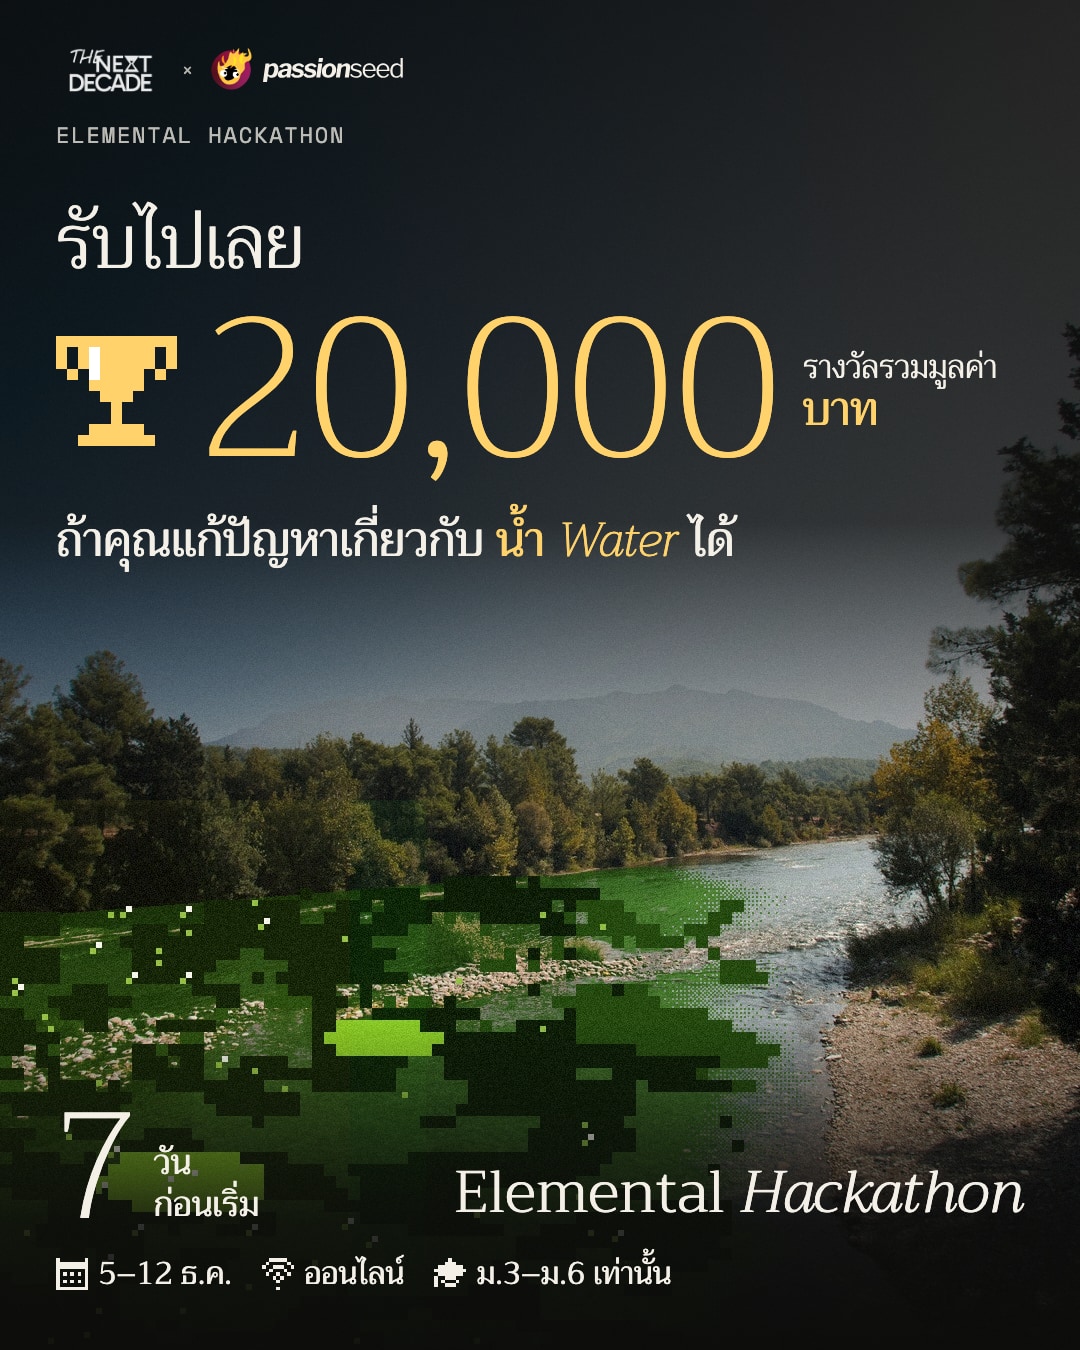 THE NEXT DECADE × passionseed
ELEMENTAL HACKATHON
รับไปเลย
20,000
รางวัลรวมมูลค่า
บาท
ถ้าคุณแก้ปัญหาเกี่ยวกับ น้ำ Water ได้
7
วัน
ก่อนเริ่ม
Elemental Hackathon
5–12 ธ.ค. ออนไลน์ ม.3–ม.6 เท่านั้น